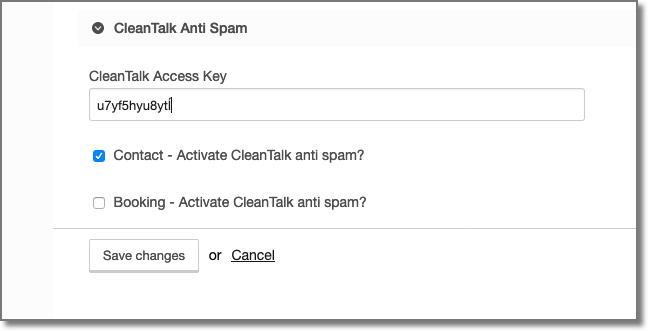 CleanTalk Anti Spam
CleanTalk Access Key
u7yf5hyu8ytl
Contact - Activate CleanTalk anti spam?
Booking - Activate CleanTalk anti spam?
Save changes or Cancel